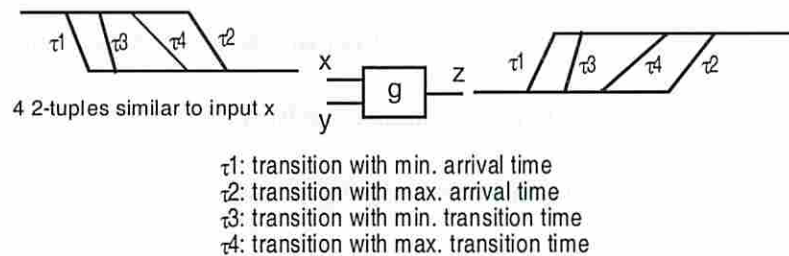 τ1 τ3 τ4 τ2
x
g
z
y
τ1 τ3 τ4 τ2
4 2-tuples similar to input x
τ1: transition with min. arrival time
τ2: transition with max. arrival time
τ3: transition with min. transition time
τ4: transition with max. transition time